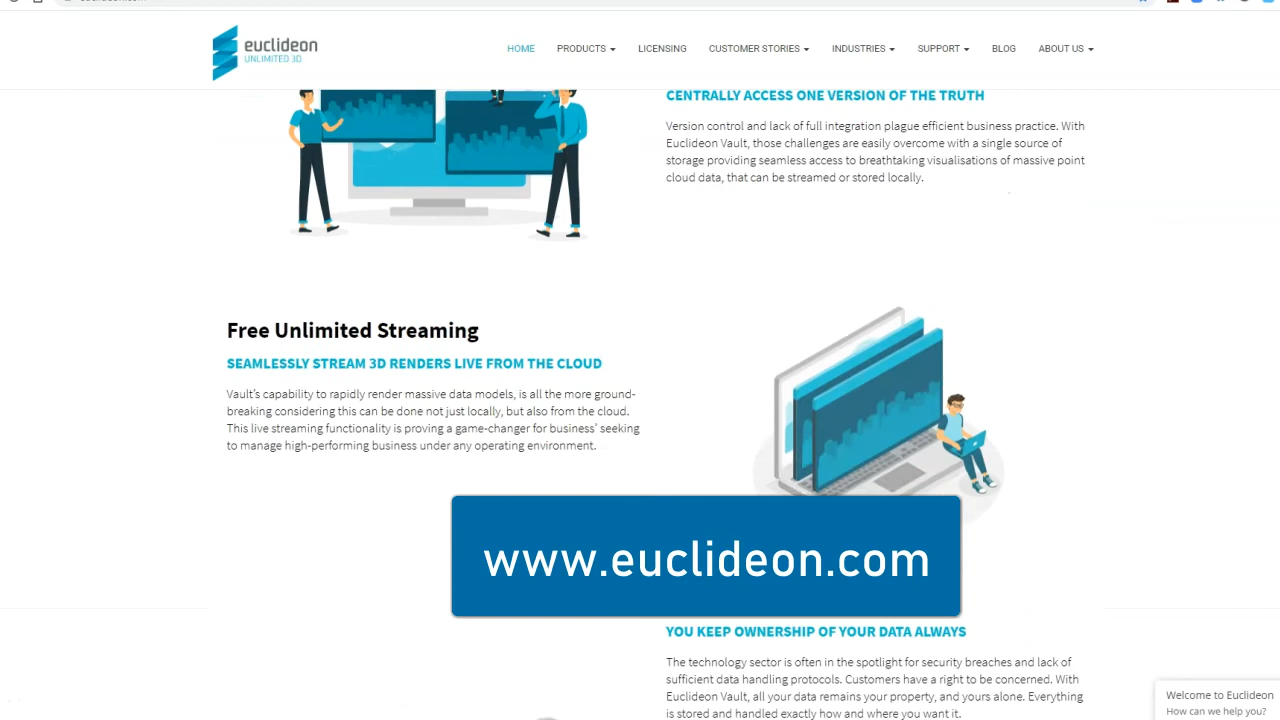 euclideon
UNLIMITED 3D
HOME PRODUCTS LICENSING CUSTOMER STORIES INDUSTRIES SUPPORT BLOG ABOUT US
CENTRALLY ACCESS ONE VERSION OF THE TRUTH
Version control and lack of full integration plague efficient business practice. With
Euclideon Vault, those challenges are easily overcome with a single source of
storage providing seamless access to breathtaking visualisations of massive point
cloud data, that can be streamed or stored locally.
Free Unlimited Streaming
SEAMLESSLY STREAM 3D RENDERS LIVE FROM THE CLOUD
Vault’s capability to rapidly render massive data models, is all the more ground-
breaking considering this can be done not just locally, but also from the cloud.
This live streaming functionality is proving a game-changer for business’ seeking
to manage high-performing business under any operating environment.
www.euclideon.com
YOU KEEP OWNERSHIP OF YOUR DATA ALWAYS
The technology sector is often in the spotlight for security breaches and lack of
sufficient data handling protocols. Customers have a right to be concerned. With
Euclideon Vault, all your data remains your property, and yours alone. Everything
is stored and handled exactly how and where you want it.
Welcome to Euclideon
How can we help you?